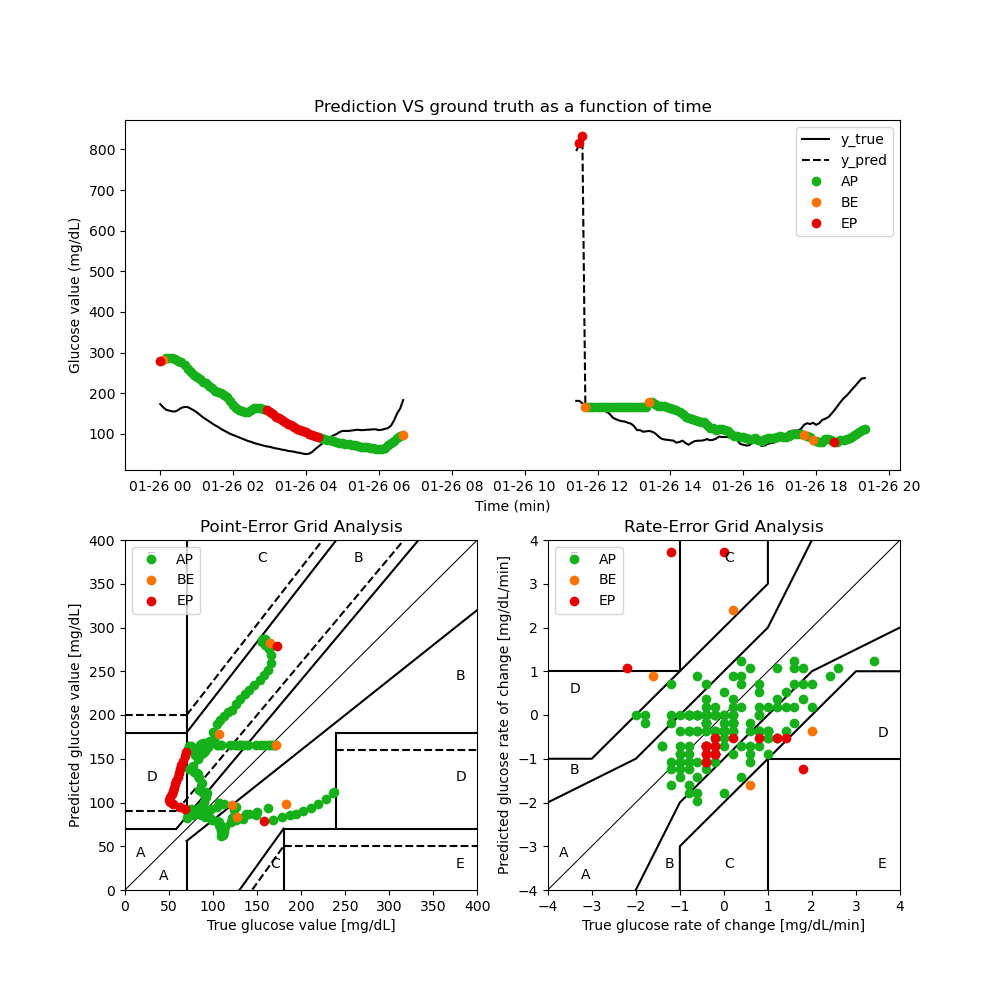 Prediction VS ground truth as a function of time
Glucose value (mg/dL)
800
700
600
500
400
300
200
100
y_true
y_pred
AP
BE
EP
01-26 00 01-26 02 01-26 04 01-26 06 01-26 08 01-26 10 01-26 12 01-26 14 01-26 16 01-26 18 01-26 20
Time (min)
Point-Error Grid Analysis
Predicted glucose value [mg/dL]
400
350
300
250
200
150
100
50
0
AP
BE
EP
C
B
B
D
D
A
A
C
E
0 50 100 150 200 250 300 350 400
True glucose value [mg/dL]
Rate-Error Grid Analysis
Predicted glucose rate of change [mg/dL/min]
4
3
2
1
0
−1
−2
−3
−4
AP
BE
EP
C
D
D
B
A
A
B
C
E
−4 −3 −2 −1 0 1 2 3 4
True glucose rate of change [mg/dL/min]